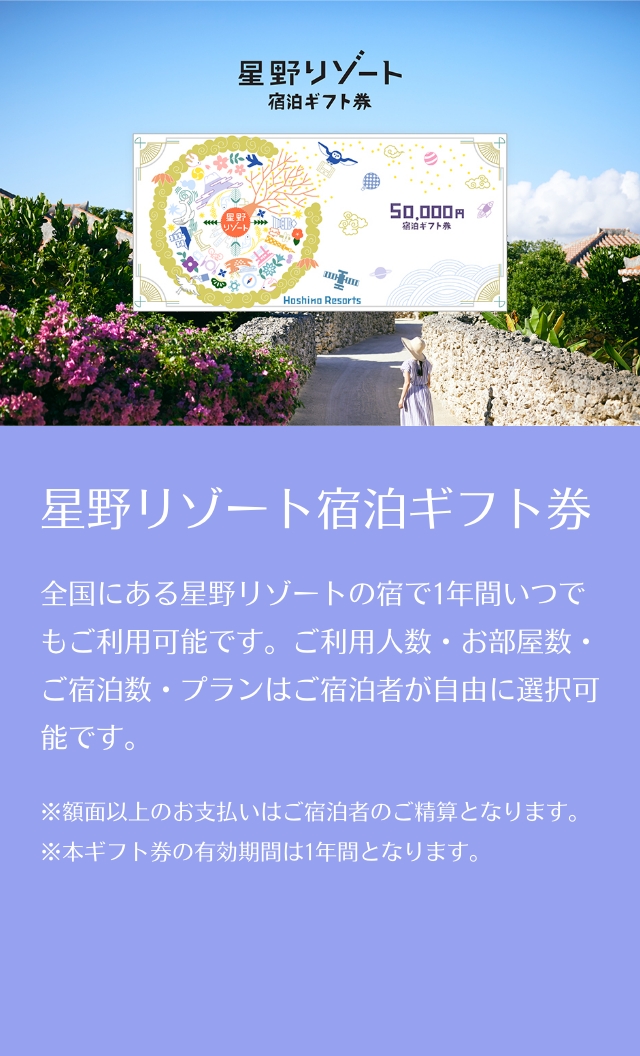 星野リゾート
宿泊ギフト券
星野
リゾート
50,000円
宿泊ギフト券
Hoshino Resorts
星野リゾート宿泊ギフト券
全国にある星野リゾートの宿で1年間いつで
もご利用可能です。ご利用人数・お部屋数・
ご宿泊数・プランはご宿泊者が自由に選択可
能です。
※額面以上のお支払いはご宿泊者のご精算となります。
※本ギフト券の有効期間は1年間となります。